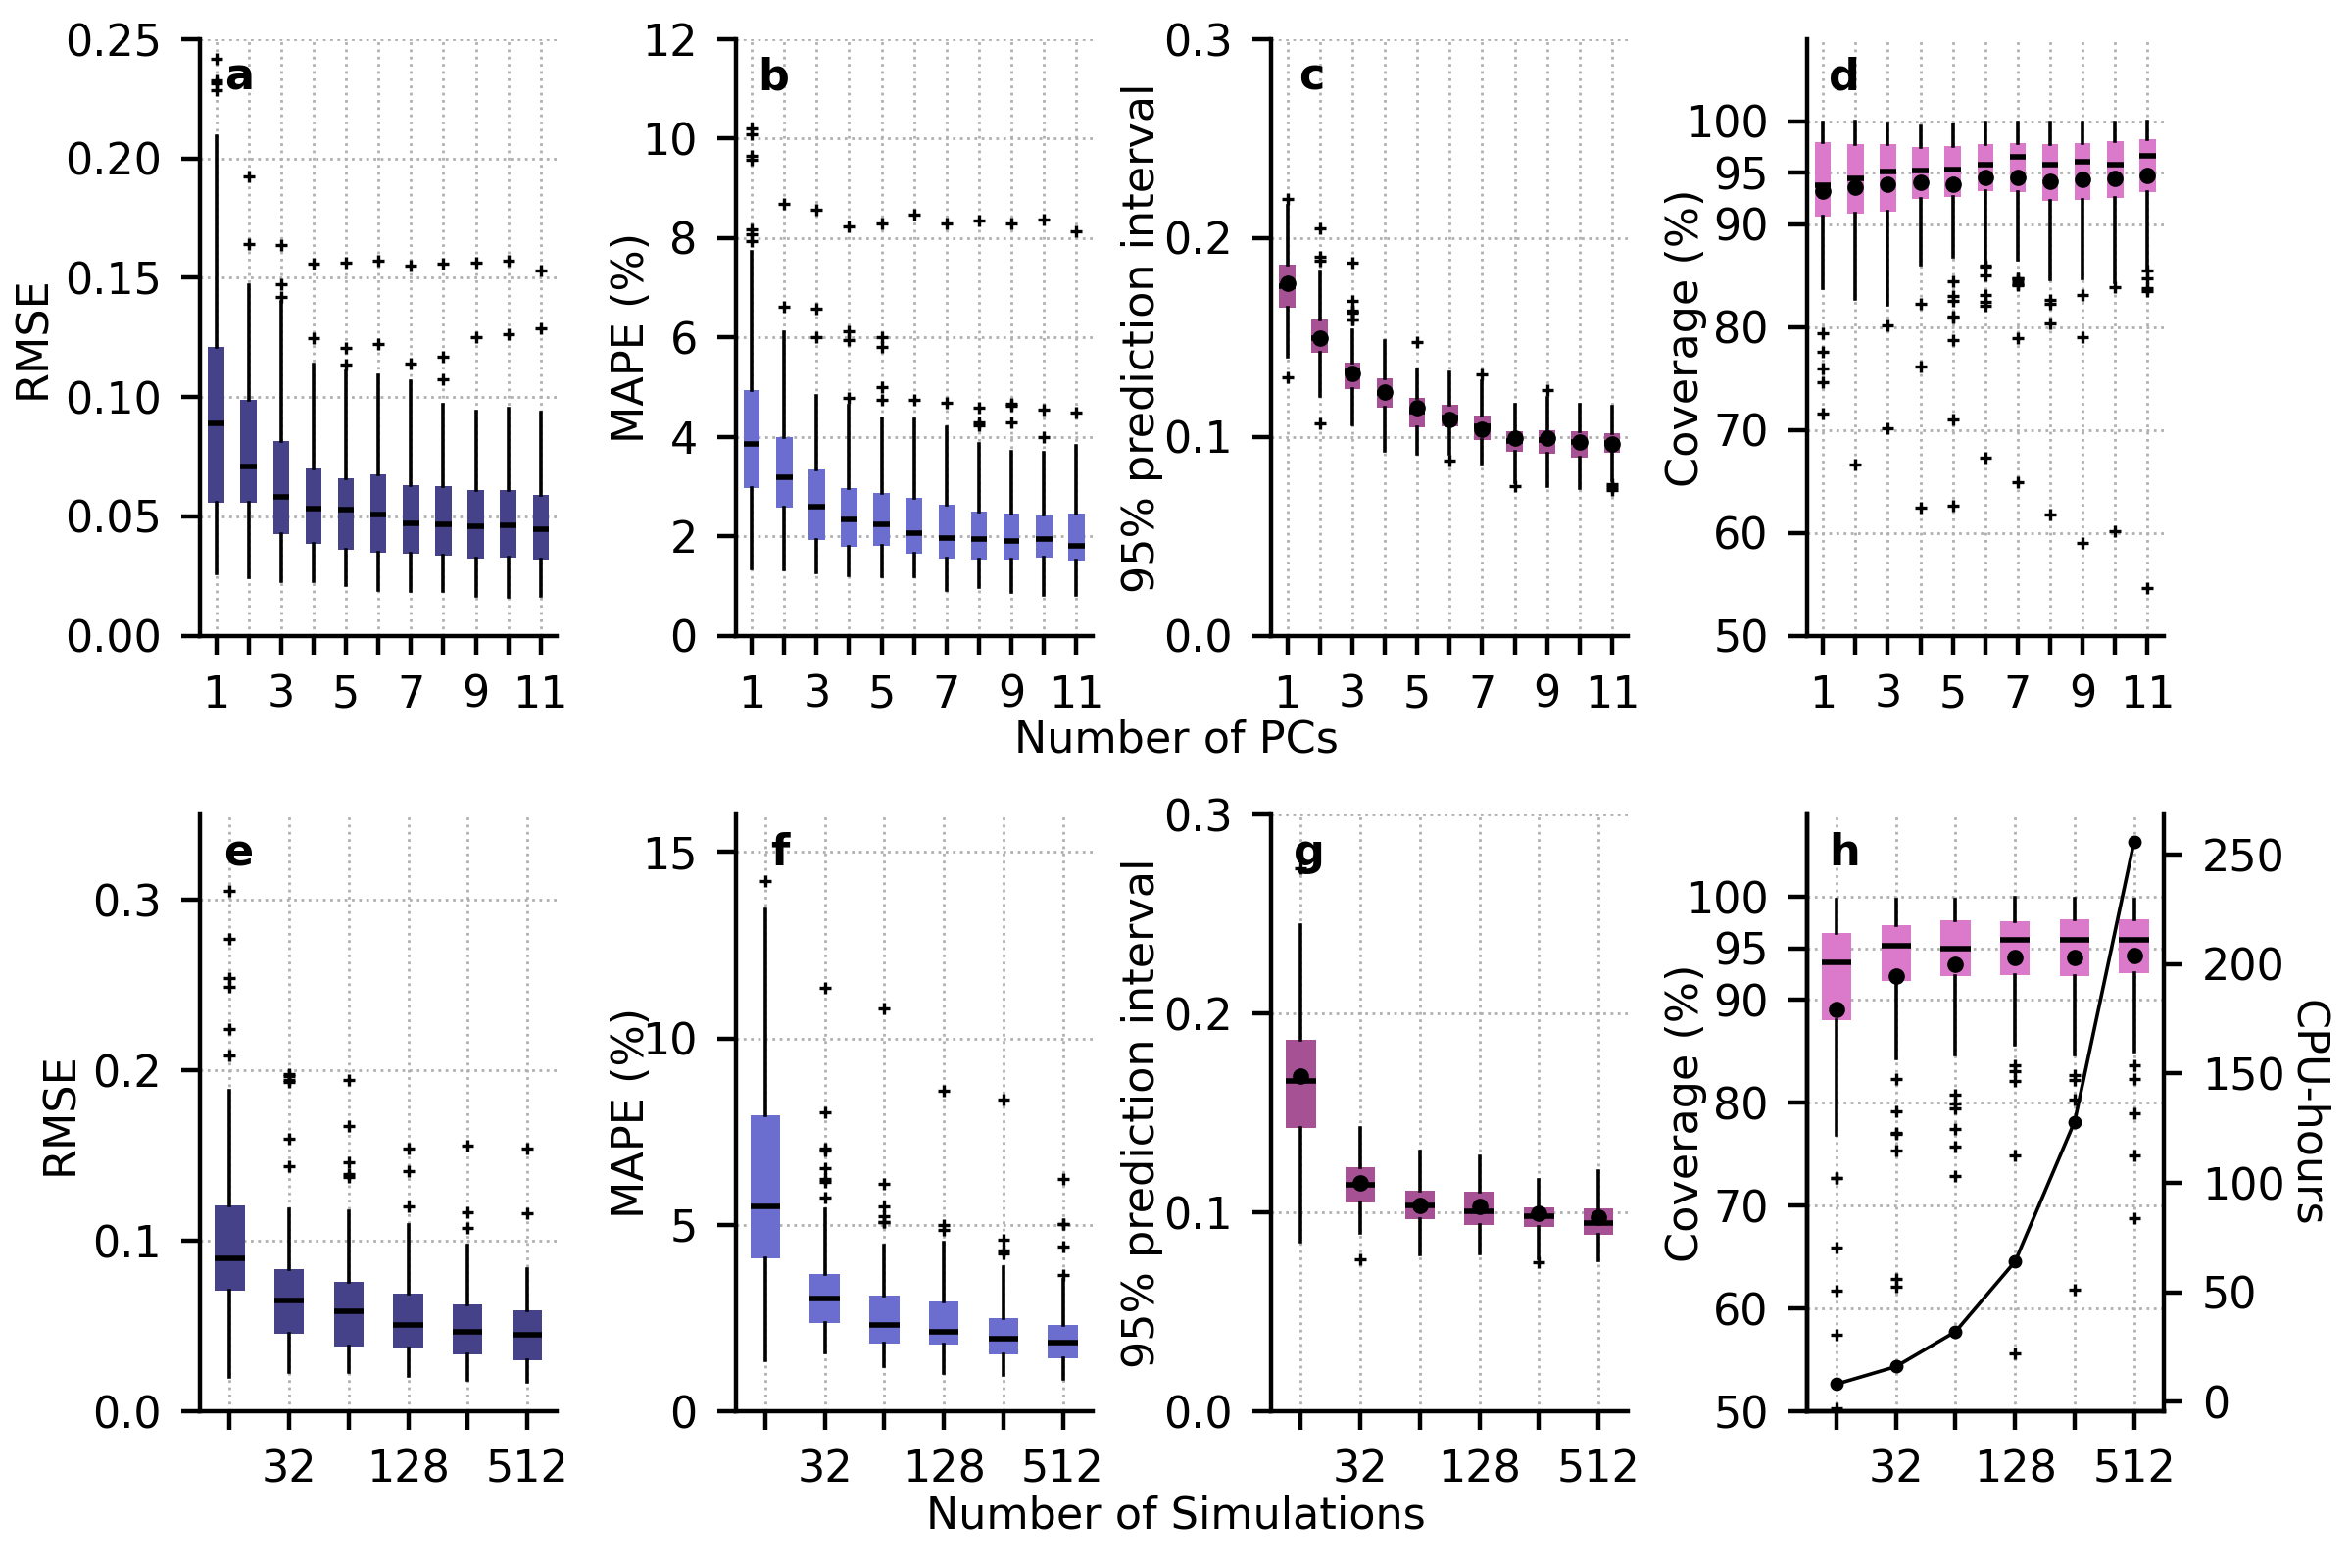 a
RMSE
0.25
0.20
0.15
0.10
0.05
0.00
1 3 5 7 9 11
b
MAPE (%)
12
10
8
6
4
2
0
1 3 5 7 9 11
c
95% prediction interval
0.3
0.2
0.1
0.0
1 3 5 7 9 11
d
Coverage (%)
100
95
90
80
70
60
50
1 3 5 7 9 11
Number of PCs
e
RMSE
0.3
0.2
0.1
0.0
32 128 512
f
MAPE (%)
15
10
5
0
32 128 512
g
95% prediction interval
0.3
0.2
0.1
0.0
32 128 512
h
Coverage (%)
100
95
90
80
70
60
50
32 128 512
250
200
150
100
50
0
CPU-hours
Number of Simulations